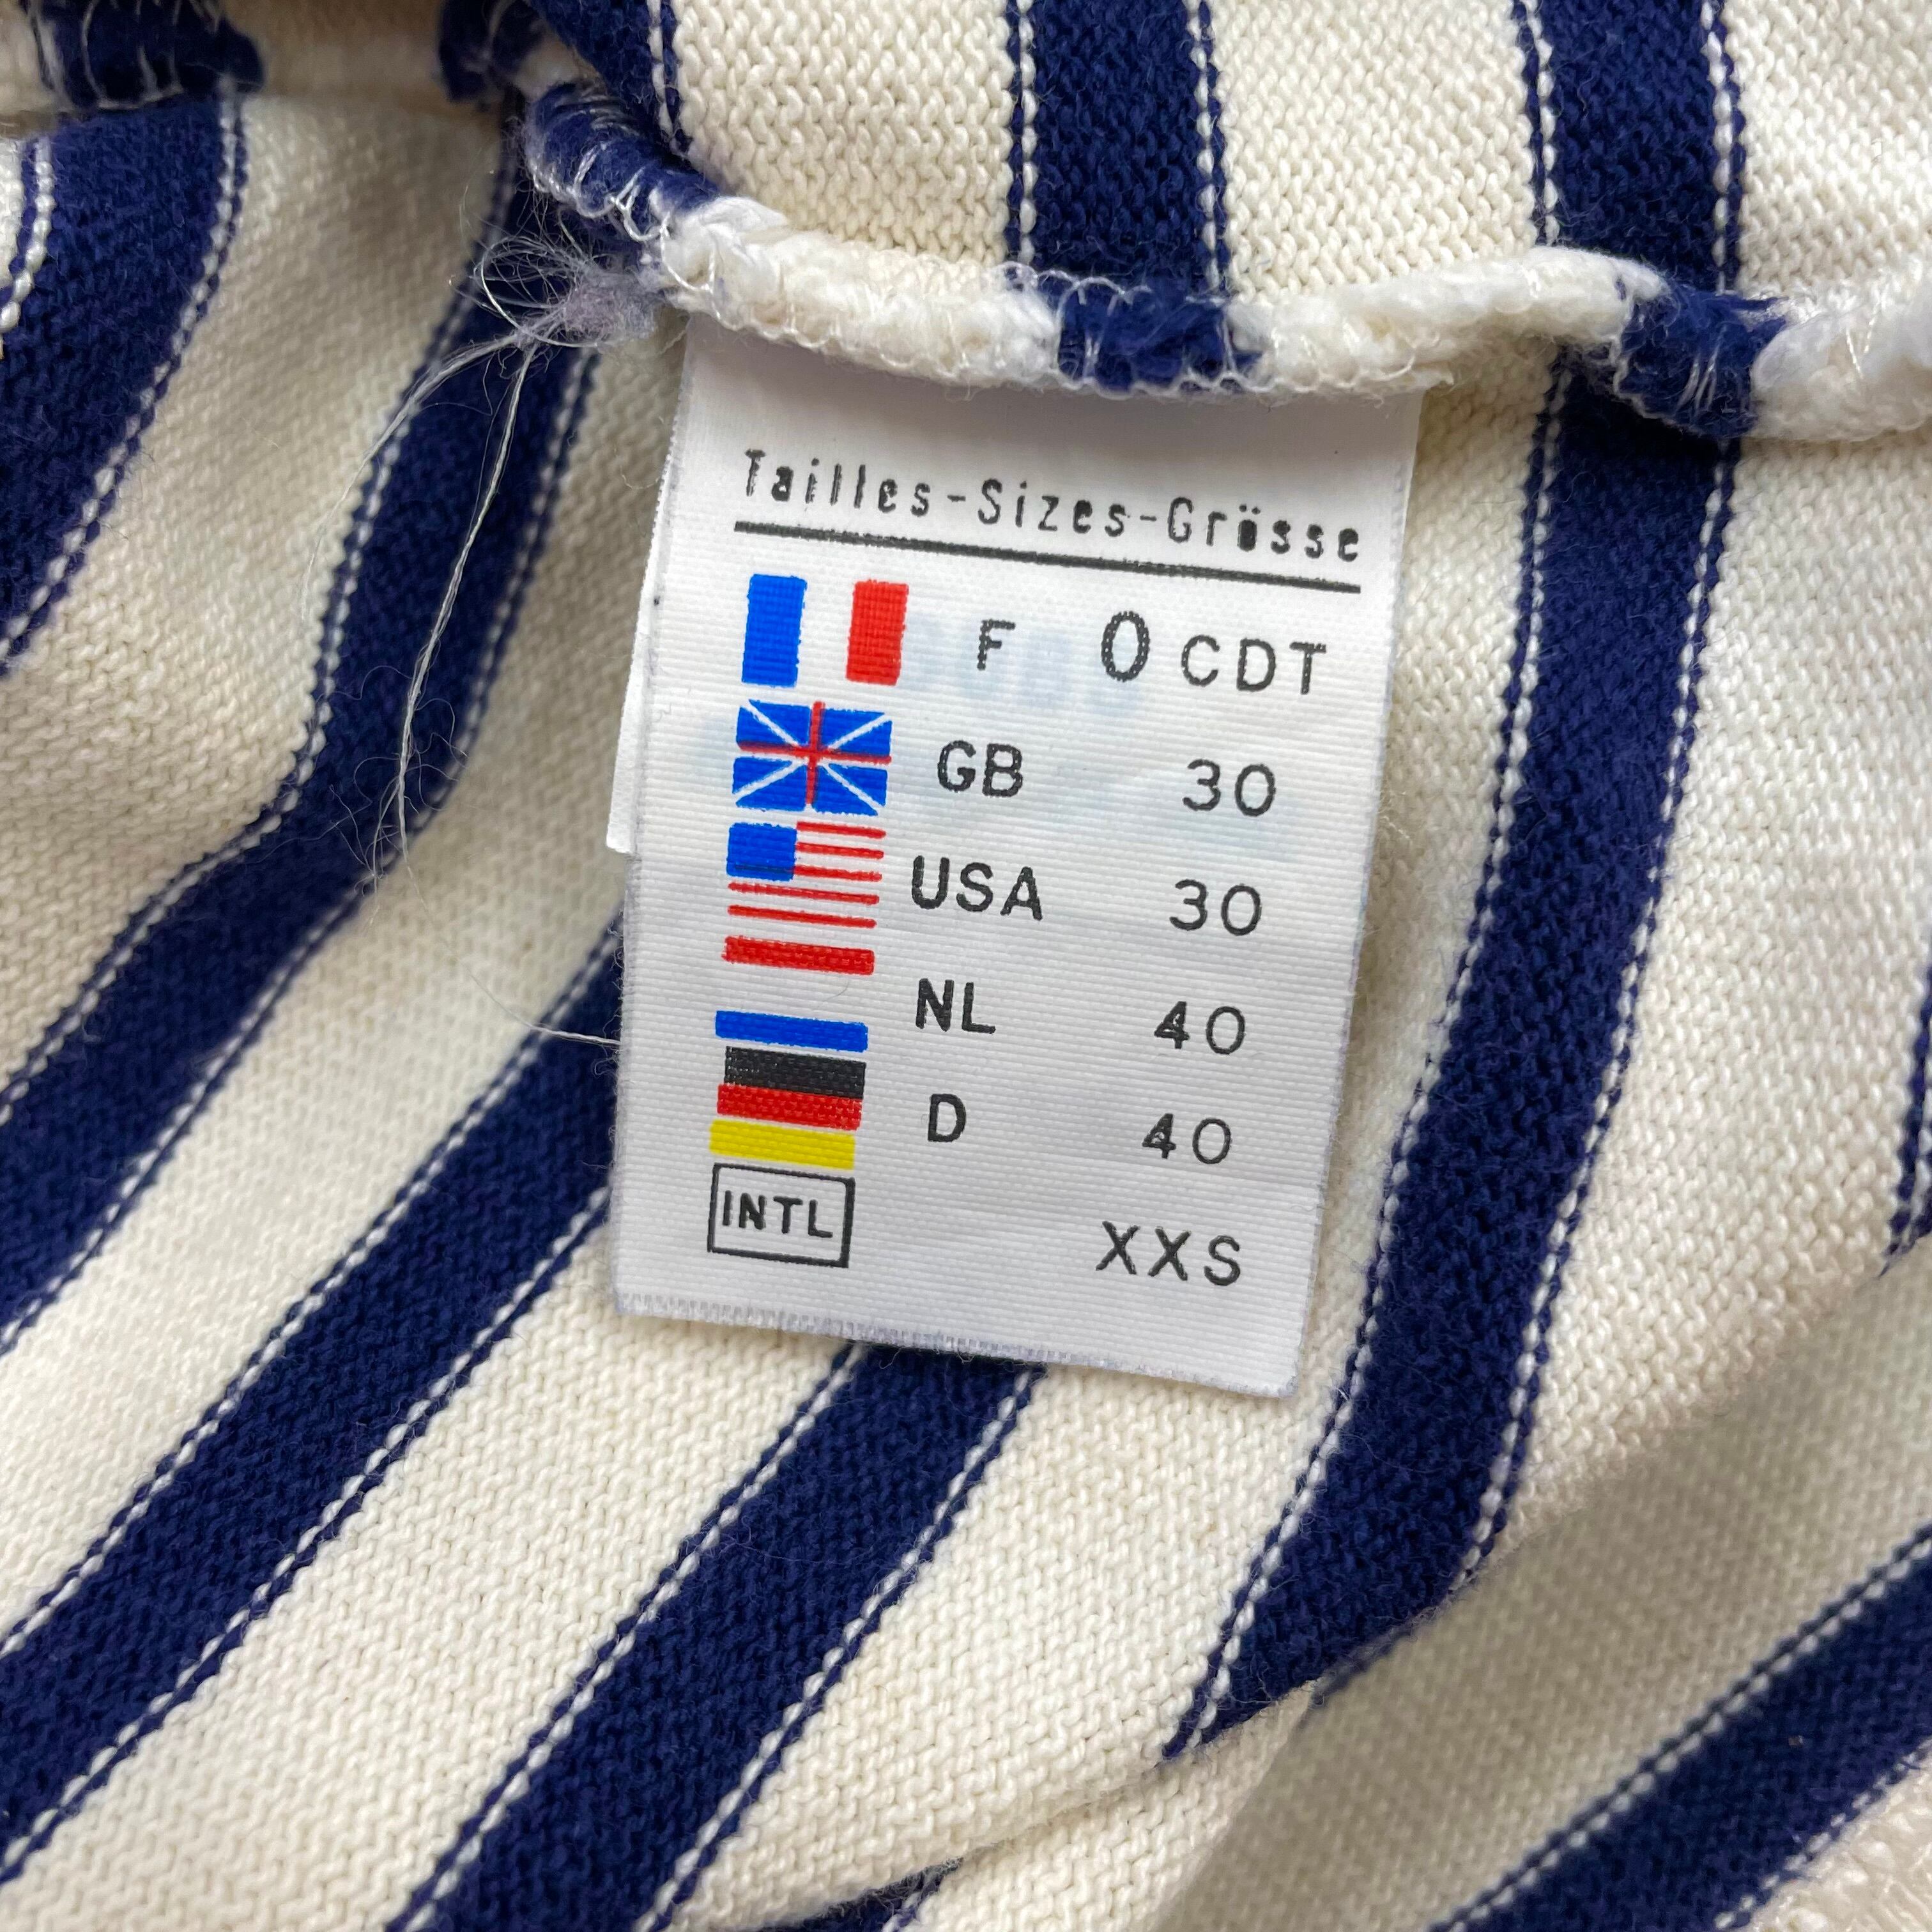 Tailles-Sizes-Grösse
F 0 CDT
GB 30
USA 30
NL 40
D 40
INTL XXS